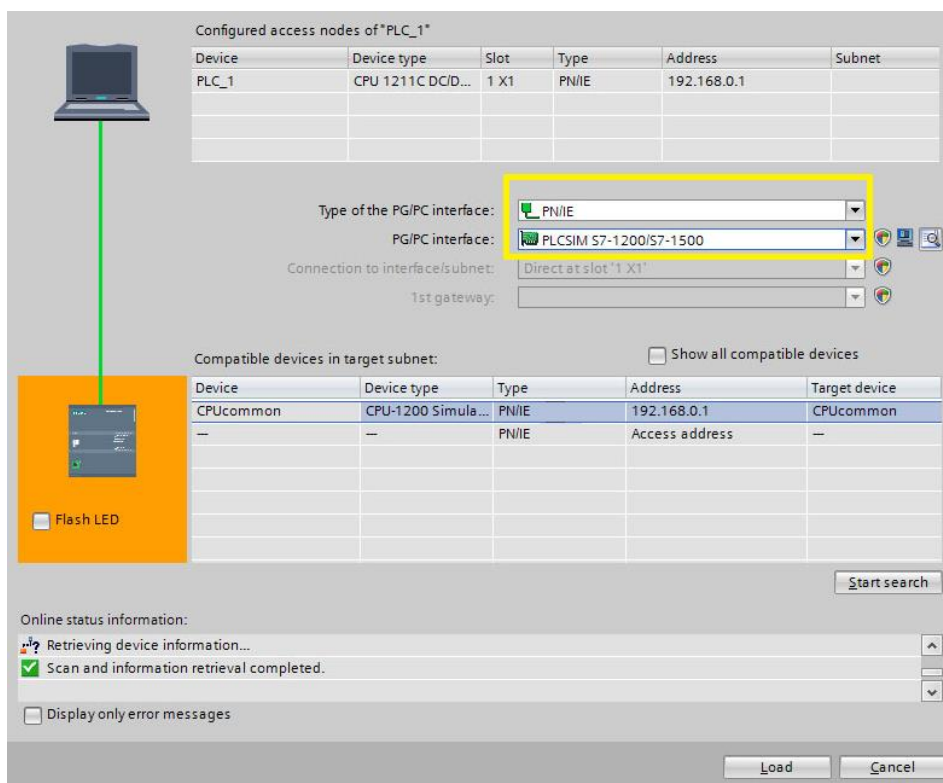 Configured access nodes of "PLC_1"
Device Device type Slot Type Address Subnet
PLC_1 CPU 1211C DC/D... 1 X1 PN/IE 192.168.0.1
Type of the PG/PC interface: PN/IE
PG/PC interface: PLCSIM S7-1200/S7-1500
Connection to interface/subnet: Direct at slot '1 X1'
1st gateway:
Compatible devices in target subnet: Show all compatible devices
Device Device type Type Address Target device
CPUcommon CPU-1200 Simula... PN/IE 192.168.0.1 CPUcommon
— — PN/IE Access address —
Flash LED
Start search
Online status information:
Retrieving device information...
Scan and information retrieval completed.
Display only error messages
Load Cancel